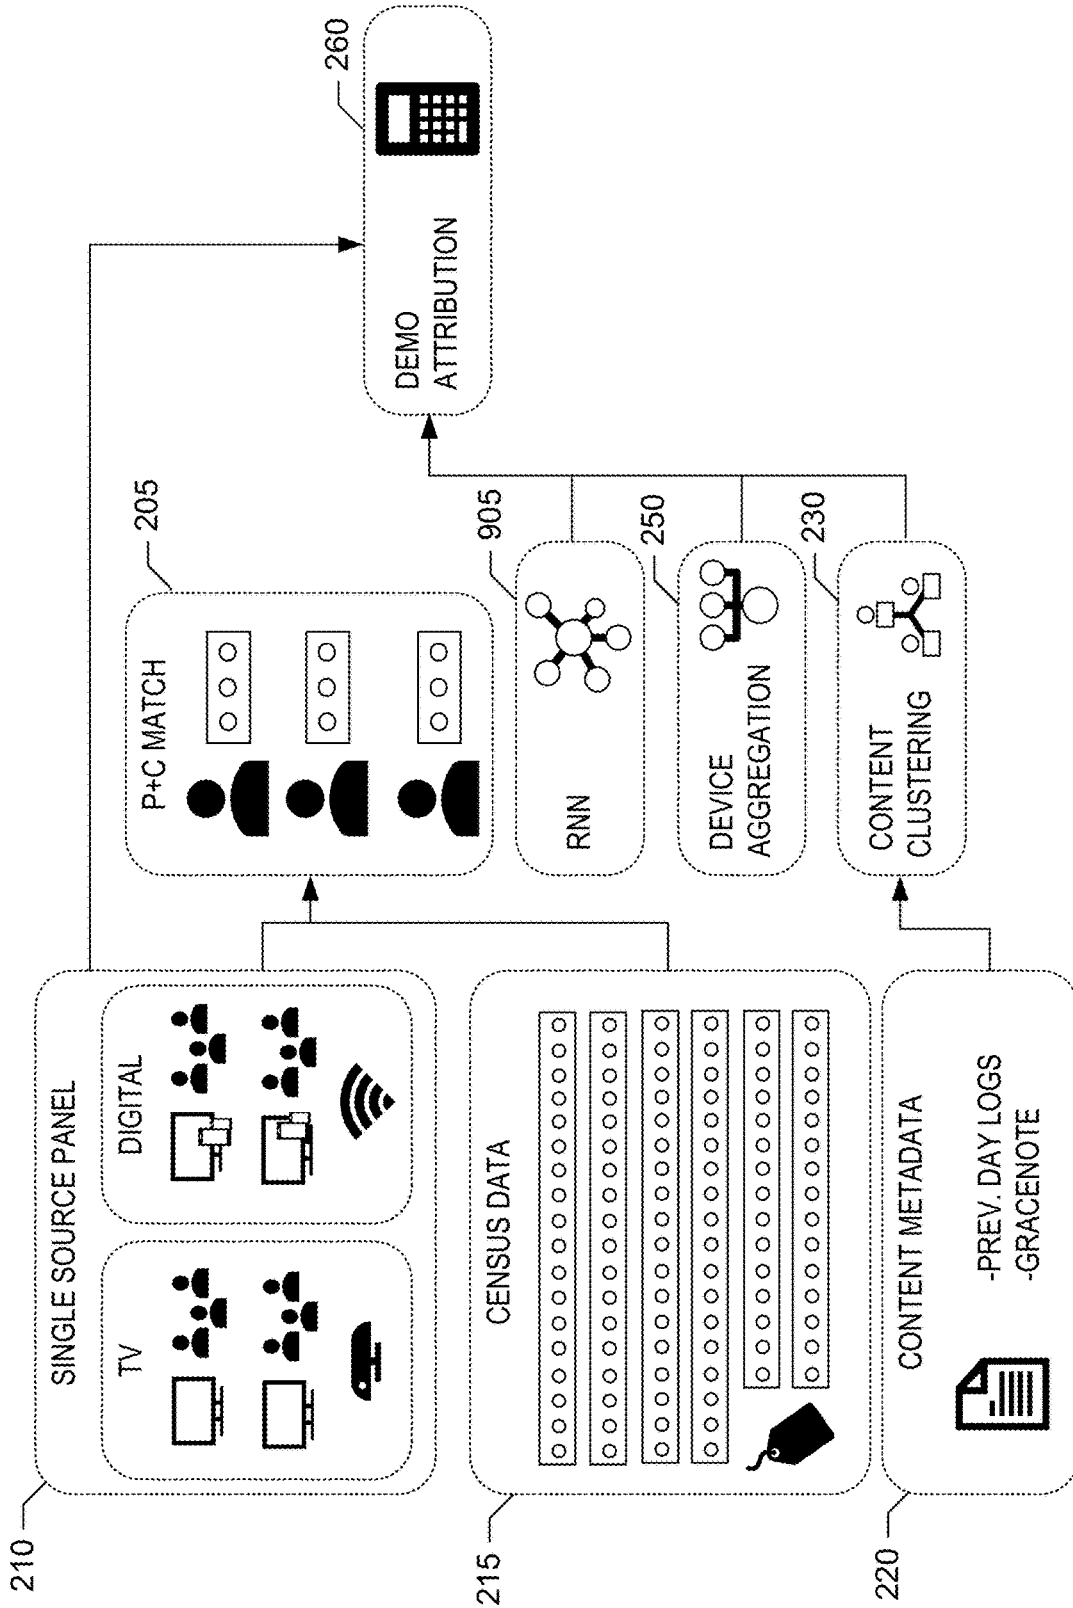 210
SINGLE SOURCE PANEL
TV
DIGITAL
215
CENSUS DATA
220
CONTENT METADATA
-PREV. DAY LOGS
-GRACENOTE
P+C MATCH
205
RNN
905
DEVICE
AGGREGATION
250
CONTENT
CLUSTERING
230
DEMO
ATTRIBUTION
260